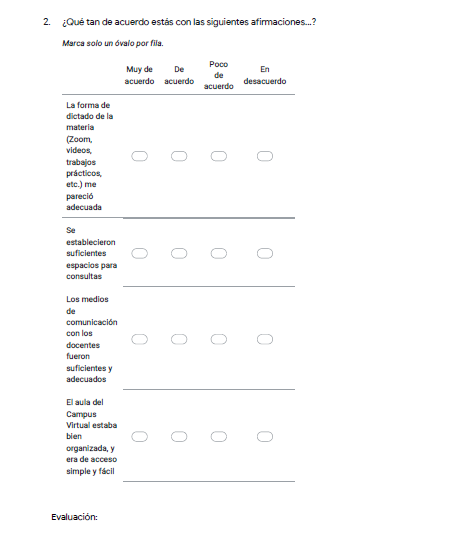 2. ¿Qué tan de acuerdo estás con las siguientes afirmaciones...?
Marca solo un óvalo por fila.
Muy de acuerdo
De acuerdo
Poco de acuerdo
En desacuerdo
La forma de
dictado de la
materia
(Zoom,
videos,
trabajos
prácticos,
etc.) me
pareció
adecuada
Se
establecieron
suficientes
espacios para
consultas
Los medios
de
comunicación
con los
docentes
fueron
suficientes y
adecuados
El aula del
Campus
Virtual estaba
bien
organizada, y
era de acceso
simple y fácil
Evaluación: